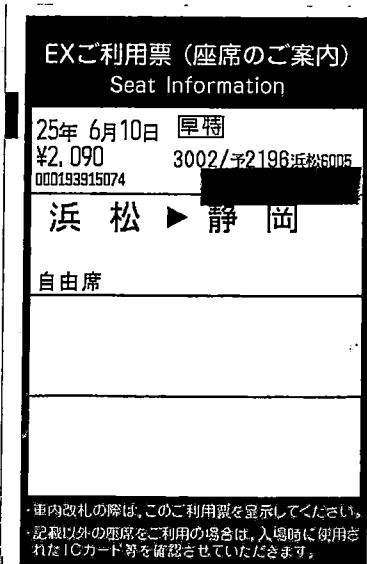 EXご利用票（座席のご案内）
Seat Information
25年 6月10日 早特
¥2,090 3002/予2196浜松6005
000193915074
浜 松 ▶ 静 岡
自由席
・車内改札の際は、このご利用票を呈示してください。
・記載以外の座席をご利用の場合は、入場時に使用さ
れたICカード等を確認させていただきます。